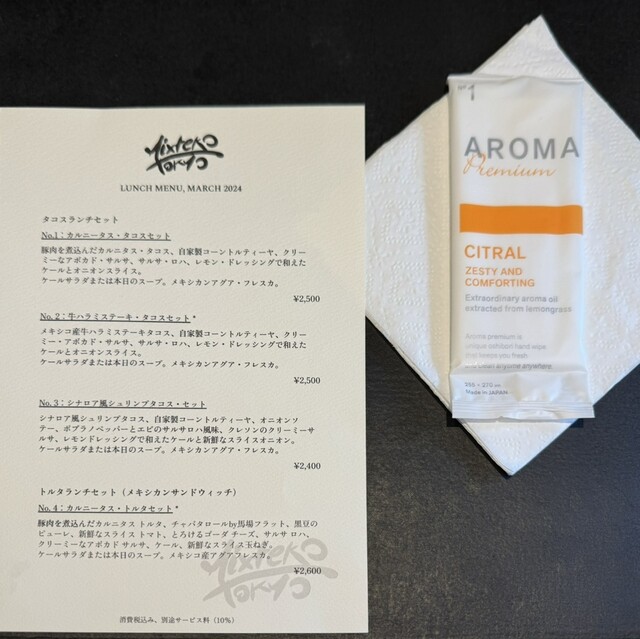 Mixteko
Tokyo
LUNCH MENU, MARCH 2024
タコスランチセット
No.1：カルニータス・タコスセット
豚肉を煮込んだカルニータス・タコス、自家製コーントルティーヤ、クリー
ミーなアボカド・サルサ、サルサ・ロハ、レモン・ドレッシングで和えた
ケールとオニオンスライス。
ケールサラダまたは本日のスープ。メキシカンアグア・フレスカ。
¥2,500
No. 2：牛ハラミステーキ・タコスセット *
メキシコ産牛ハラミステーキタコス、自家製コーントルティーヤ、クリー
ミー・アボカド・サルサ、サルサ・ロハ、レモン・ドレッシングで和えた
ケールとオニオンスライス。
ケールサラダまたは本日のスープ。メキシカンアグア・フレスカ。
¥2,500
No. 3：シナロア風シュリンプタコス・セット
シナロア風シュリンプタコス、自家製コーントルティーヤ、オニオンソ
テー、ポブラノペッパーとエビのサルサロハ風味、クレソンのクリーミーサ
ルサ、レモンドレッシングで和えたケールと新鮮なスライスオニオン。
ケールサラダまたは本日のスープ。メキシカンアグア・フレスカ。
¥2,400
トルタランチセット（メキシカンサンドウィッチ）
No. 4：カルニータス・トルタセット *
豚肉を煮込んだカルニタス トルタ、チャバタロールby馬場フラット、黒豆の
ピューレ、新鮮なスライストマト、とろけるゴーダ チーズ、サルサ ロハ、
クリーミーなアボカド サルサ、ケール、新鮮なスライス玉ねぎ。
ケールサラダまたは本日のスープ。メキシコ産アグアフレスカ。
¥2,600
Mixteko
Tokyo
消費税込み、別途サービス料（10%）
Nº1
AROMA
Premium
CITRAL
ZESTY AND
COMFORTING
Extraordinary aroma oil
extracted from lemongrass
Aroma premium is
unique oshibori hand wipe
that keeps you fresh
and clean anytime anywhere.
Made in JAPAN